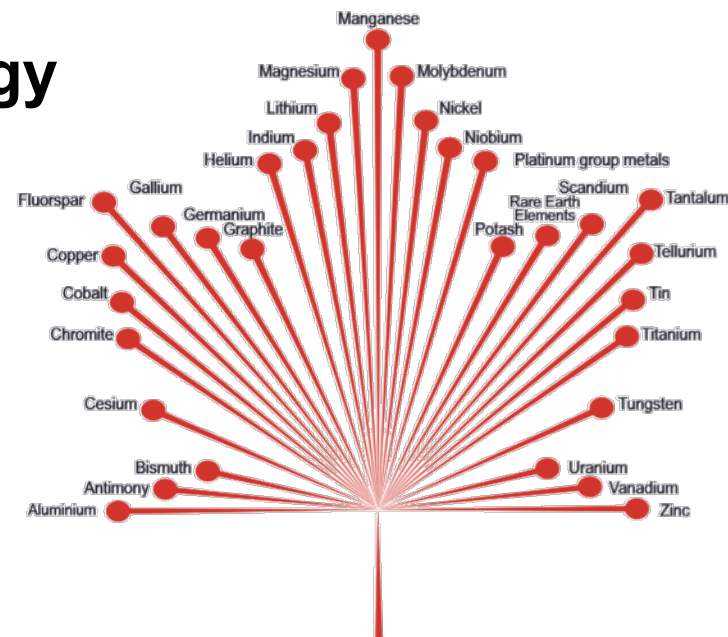 gy
Manganese
Magnesium
Molybdenum
Lithium
Nickel
Indium
Niobium
Helium
Platinum group metals
Gallium
Scandium
Fluorspar
Tantalum
Germanium
Rare Earth
Elements
Graphite
Potash
Copper
Tellurium
Cobalt
Tin
Chromite
Titanium
Cesium
Tungsten
Bismuth
Uranium
Antimony
Vanadium
Aluminium
Zinc